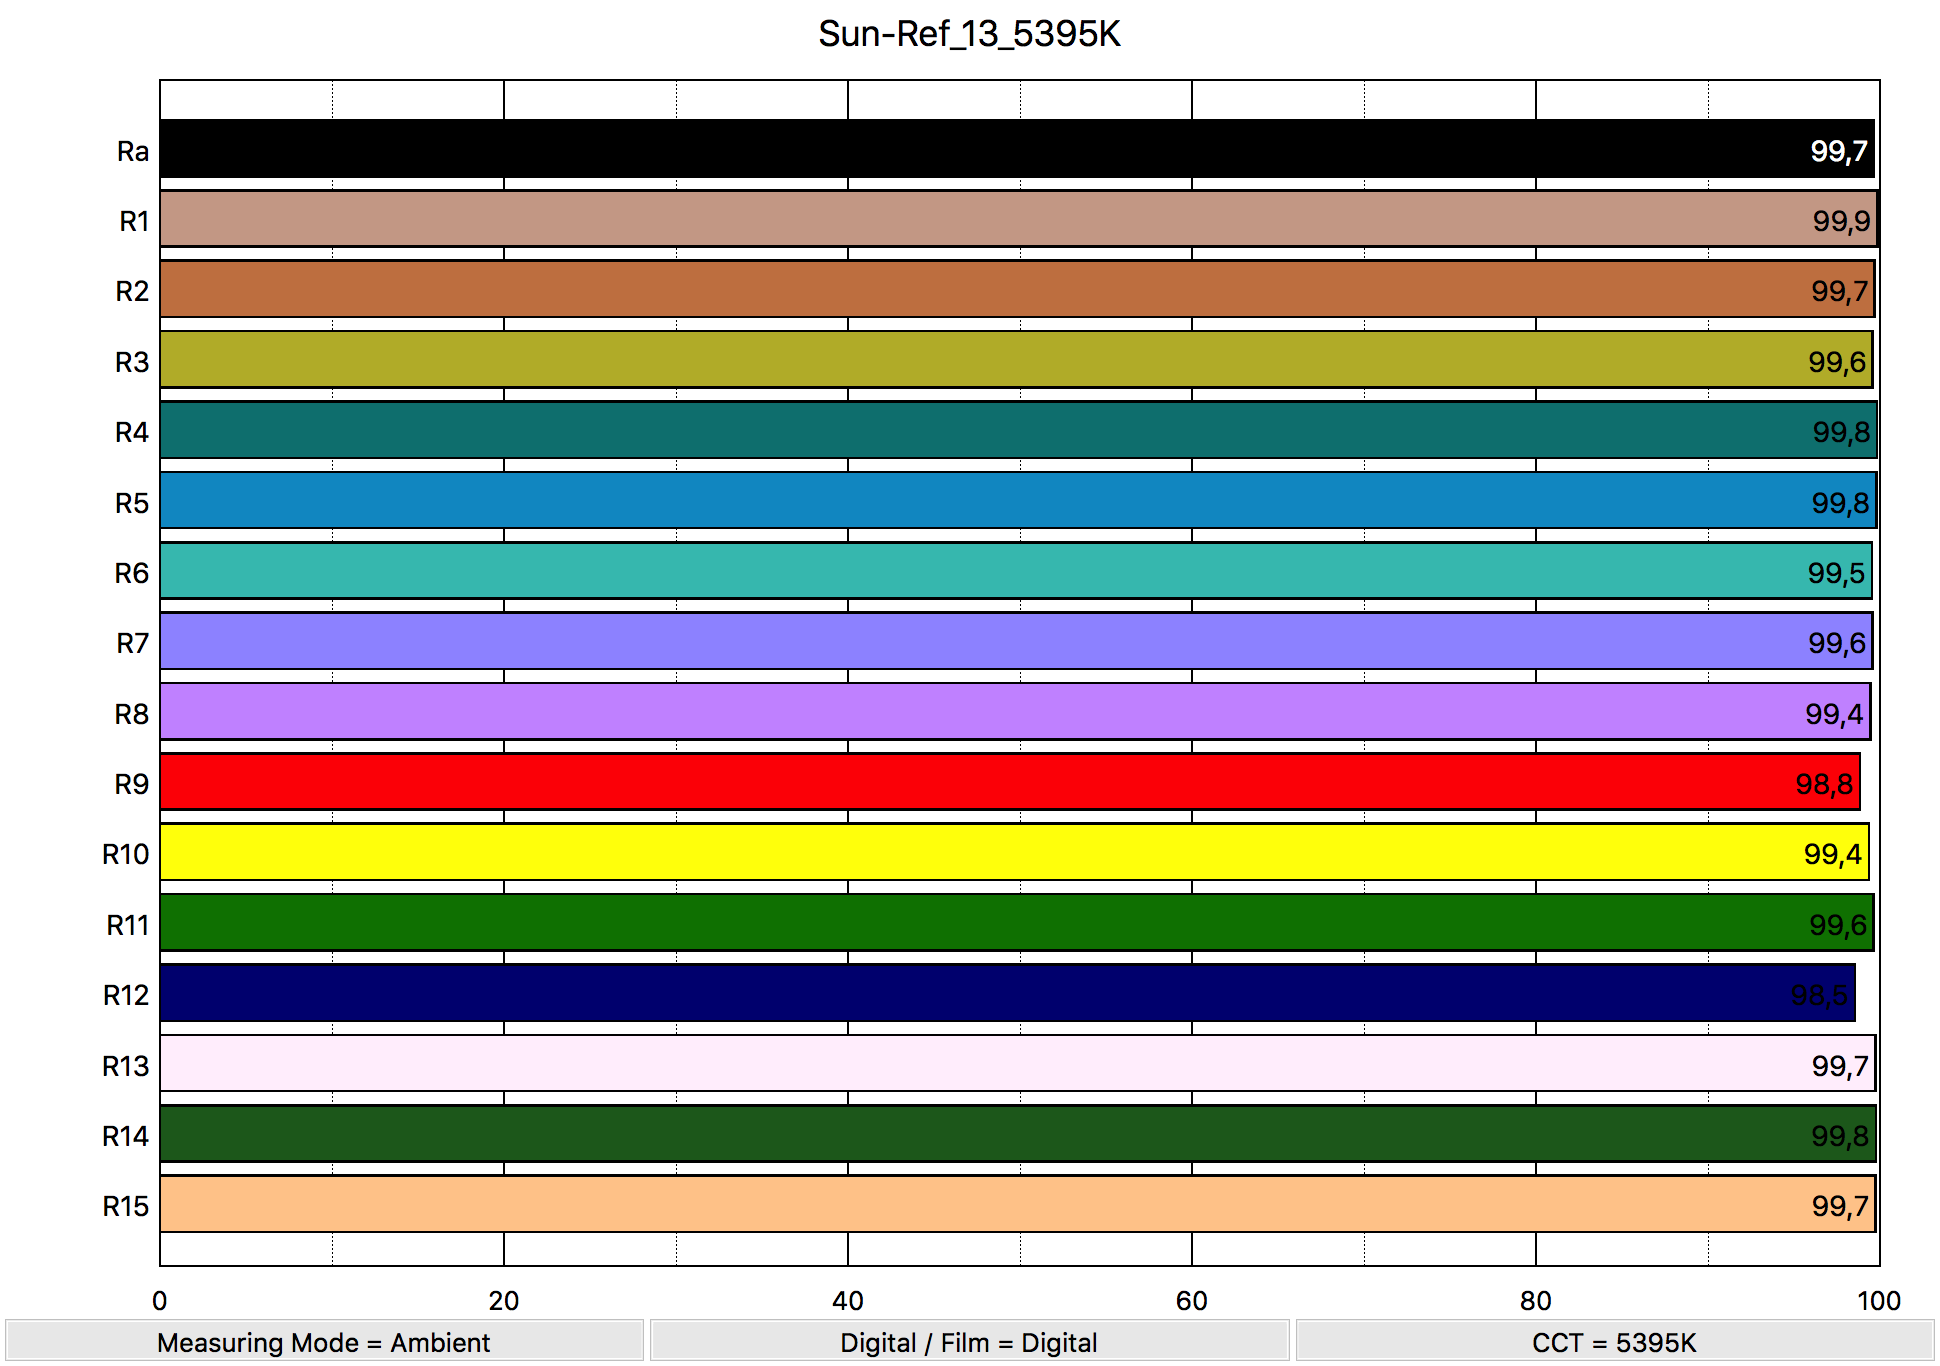 Sun-Ref_13_5395K
Ra 99,7
R1 99,9
R2 99,7
R3 99,6
R4 99,8
R5 99,8
R6 99,5
R7 99,6
R8 99,4
R9 98,8
R10 99,4
R11 99,6
R12 98,5
R13 99,7
R14 99,8
R15 99,7
0 20 40 60 80 100
Measuring Mode = Ambient Digital / Film = Digital CCT = 5395K